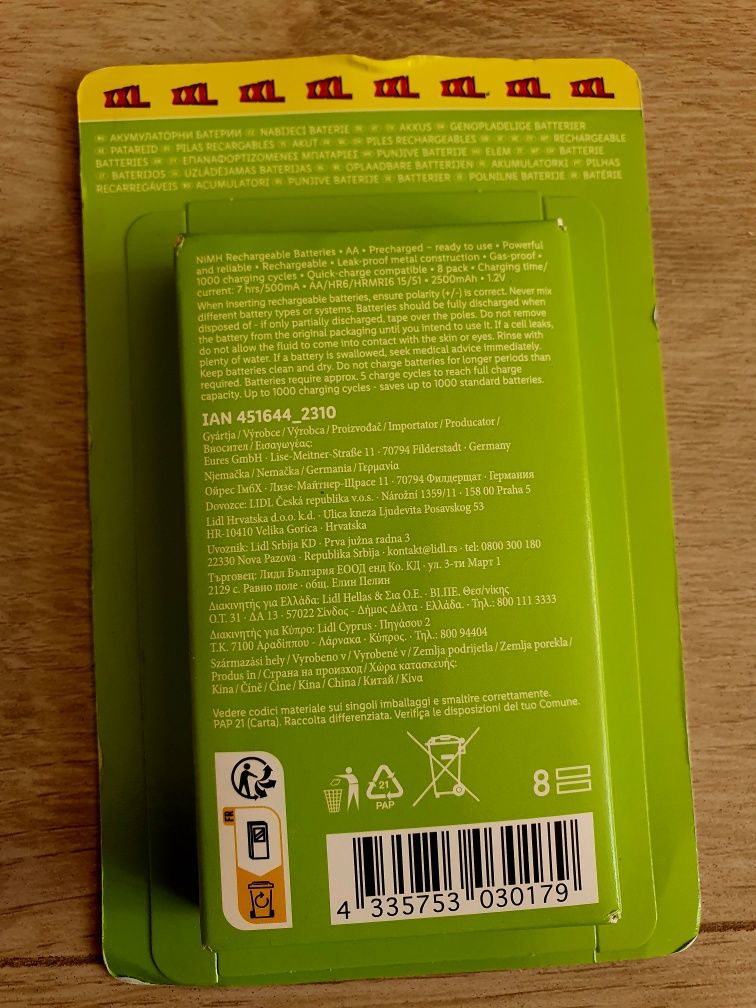 XXL XXL XXL XXL XXL XXL XXL XXL
АКУМУЛАТОРНИ БАТЕРИИ NABÍJECÍ BATERIE AKKUS GENOPLADELIGE BATTERIER
PATAREID PILAS RECARGABLES AKUT PILES RECHARGEABLES RECHARGEABLE
BATTERIES ΕΠΑΝΑΦΟΡΤΙΖΟΜΕΝΕΣ ΜΠΑΤΑΡΙΕΣ PUNJIVE BATERIJE ELEM BATTERIE
BATERIJOS UZLĀDĒJAMAS BATERIJAS OPLAADBARE BATTERIJEN AKUMULATORKI PILHAS
RECARREGÁVEIS ACUMULATORI PUNJIVE BATERIJE BATTERIER POLNILNE BATERIJE BATÉRIE
NiMH Rechargeable Batteries • AA • Precharged – ready to use • Powerful
and reliable • Rechargeable • Leak-proof metal construction • Gas-proof •
1000 charging cycles • Quick-charge compatible • 8 pack • Charging time/
current: 7 hrs/500mA • AA/HR6/HRMRI6 15/51 • 2500mAh • 1.2V
When inserting rechargeable batteries, ensure polarity (+/-) is correct. Never mix
different battery types or systems. Batteries should be fully discharged when
disposed of - if only partially discharged, tape over the poles. Do not remove
the battery from the original packaging until you intend to use it. If a cell leaks,
do not allow the fluid to come into contact with the skin or eyes. Rinse with
plenty of water. If a battery is swallowed, seek medical advice immediately.
Keep batteries clean and dry. Do not charge batteries for longer periods than
required. Batteries require approx. 5 charge cycles to reach full charge
capacity. Up to 1000 charging cycles - saves up to 1000 standard batteries.
IAN 451644_2310
Gyártja / Výrobce / Výrobca / Proizvođač / Importator / Producator /
Вносител / Εισαγωγέας:
Eures GmbH · Lise-Meitner-Straße 11 · 70794 Filderstadt · Germany
Njemačka / Nemačka / Germania / Γερμανία
Ойрес ГмбХ · Лизе-Майтнер-Щрасе 11 · 70794 Филдерщат · Германия
Dovozce: LIDL Česká republika v.o.s. · Nárožní 1359/11 · 158 00 Praha 5
Lidl Hrvatska d.o.o. k.d. · Ulica kneza Ljudevita Posavskog 53
HR-10410 Velika Gorica · Hrvatska
Uvoznik: Lidl Srbija KD · Prva južna radna 3
22330 Nova Pazova · Republika Srbija · kontakt@lidl.rs · tel: 0800 300 180
Търговец: Лидл България ЕООД енд Ко. КД · ул. 3-ти Март 1
2129 с. Равно поле · общ. Елин Пелин
Διακινητής για Ελλάδα: Lidl Hellas & Σια Ο.Ε. · ΒΙ.ΠΕ. Θεσ/νίκης
Ο.Τ. 31 · ΔΑ 13 · 57022 Σίνδος - Δήμος Δέλτα · Ελλάδα. · Τηλ.: 800 111 3333
Διακινητής για Κύπρο: Lidl Cyprus · Πηγάσου 2
Τ.Κ. 7100 Αραδίππου - Λάρνακα · Κύπρος. · Τηλ.: 800 94404
Származási hely / Vyrobeno v / Vyrobené v / Zemlja podrijetla / Zemlja porekla /
Produs în / Страна на произход / Χώρα κατασκευής:
Kína / Číně / Číne / Kina / China / Китай / Κίνα
Vedere codici materiale sui singoli imballaggi e smaltire correttamente.
PAP 21 (Carta). Raccolta differenziata. Verifica le disposizioni del tuo Comune.
FR
21
PAP
8
4 335753 030179